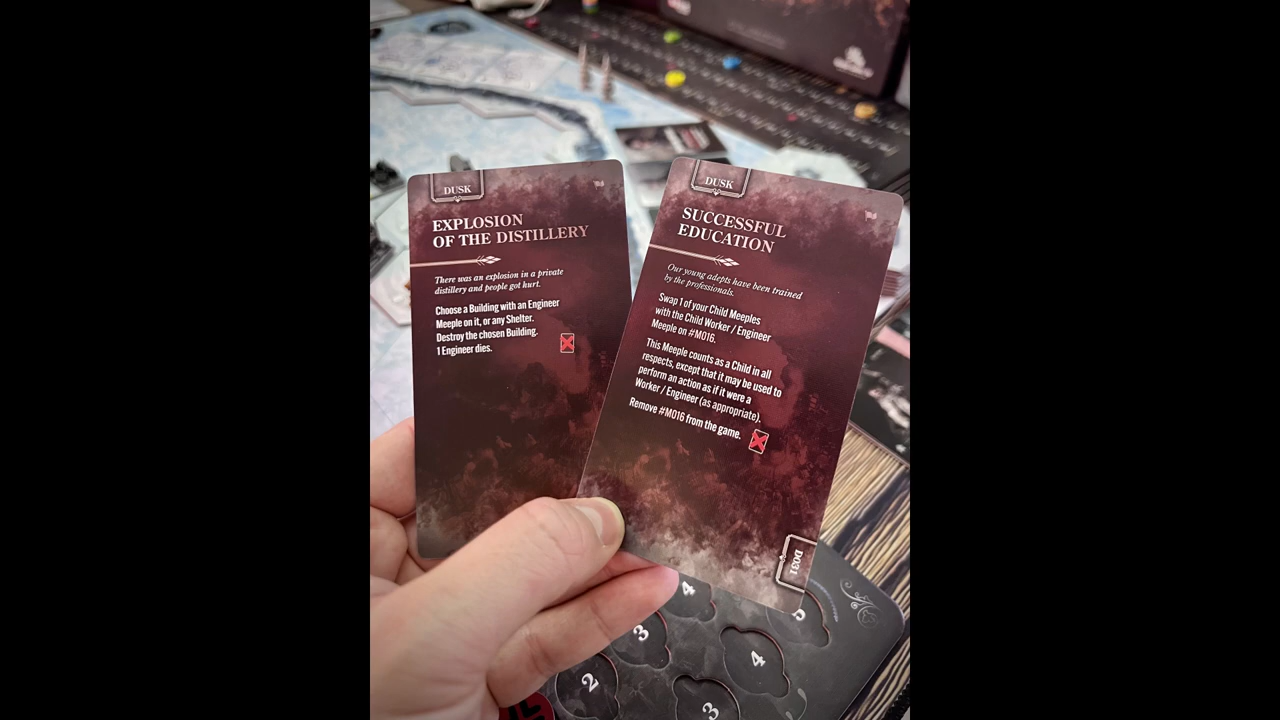 DUSK
EXPLOSION
OF THE DISTILLERY
There was an explosion in a private
distillery and people got hurt.
Choose a Building with an Engineer
Meeple on it, or any Shelter.
Destroy the chosen Building.
1 Engineer dies.
DUSK
SUCCESSFUL
EDUCATION
Our young adepts have been trained
by the professionals.
Swap 1 of your Child Meeples
with the Child Worker / Engineer
Meeple on #M016.
This Meeple counts as a Child in all
respects, except that it may be used to
perform an action as if it were a
Worker / Engineer (as appropriate).
Remove #M016 from the game.
D031
4
3
4
2
3